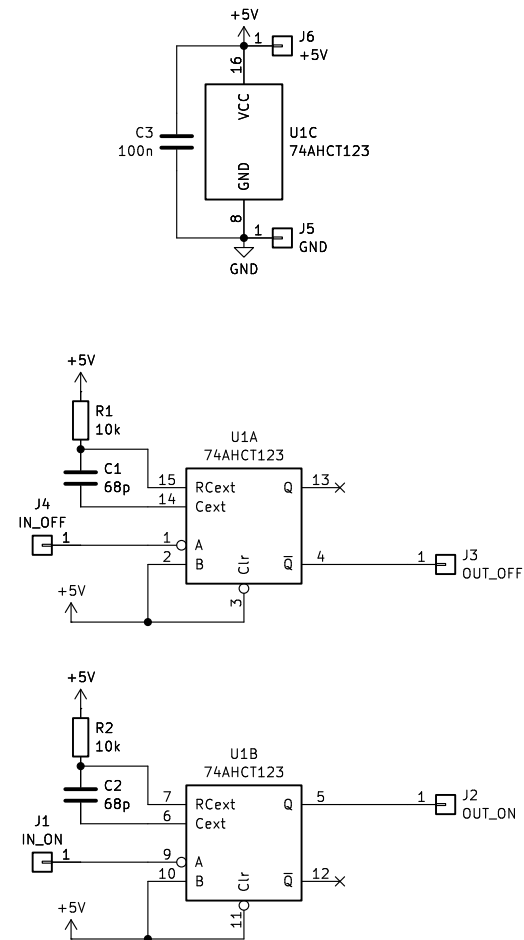 +5V
1
J6
+5V
16
VCC
C3
100n
U1C
74AHCT123
GND
8
1
J5
GND
GND
+5V
R1
10k
U1A
74AHCT123
C1
68p
15
RCext
Q
13
14
Cext
J4
IN_OFF
1
1
A
2
B
Clr
Q
4
1
J3
OUT_OFF
+5V
3
+5V
R2
10k
U1B
74AHCT123
C2
68p
7
RCext
Q
5
1
J2
OUT_ON
6
Cext
J1
IN_ON
1
9
A
10
B
Clr
Q
12
+5V
11